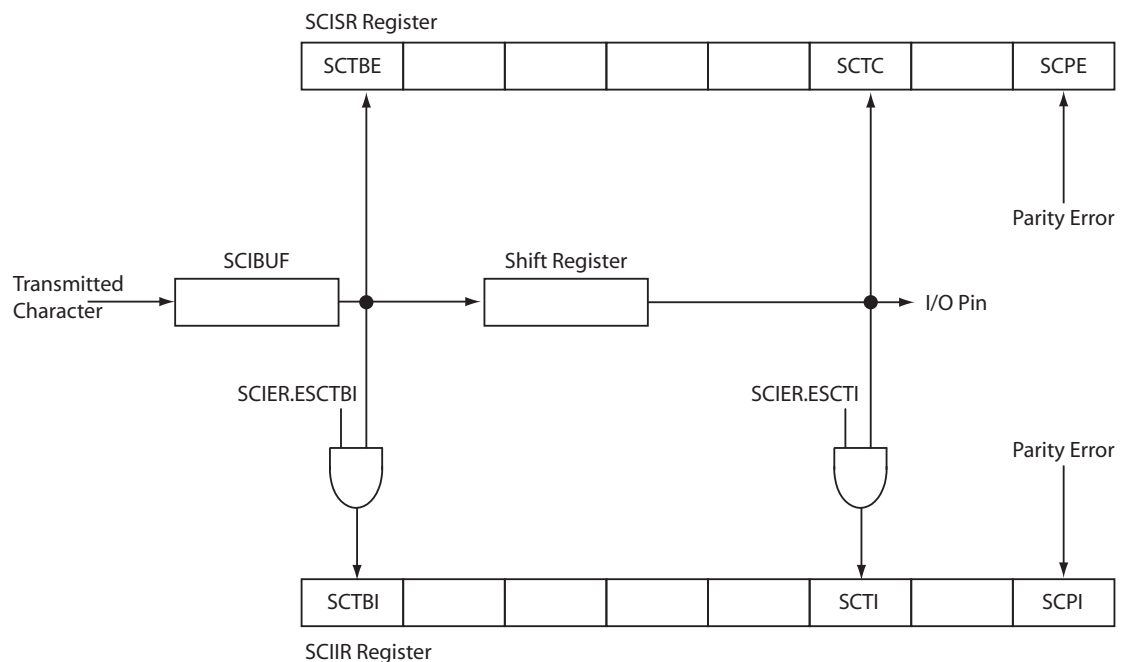 SCISR Register
SCTBE
SCTC
SCPE
Parity Error
SCIBUF
Shift Register
Transmitted
Character
I/O Pin
SCIER.ESCTBI
SCIER.ESCTI
Parity Error
SCTBI
SCTI
SCPI
SCIIR Register